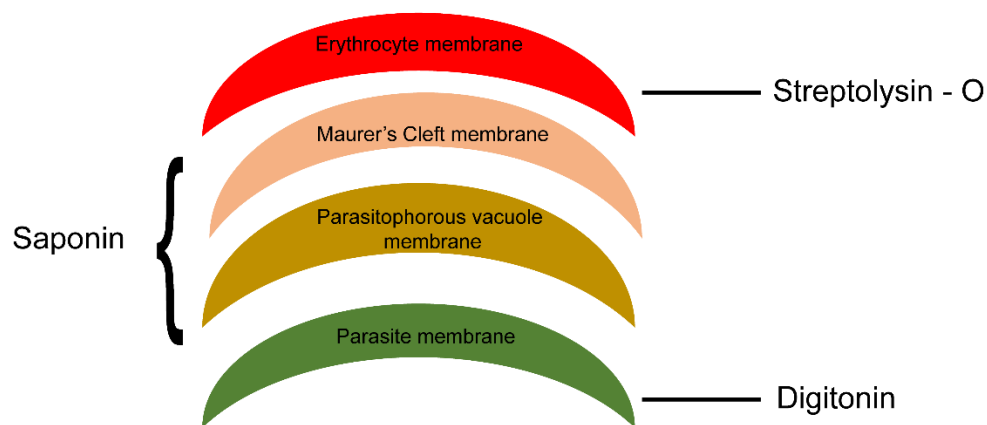 Erythrocyte membrane
Streptolysin - O
Maurer's Cleft membrane
Saponin
Parasitophorous vacuole
membrane
Parasite membrane
Digitonin